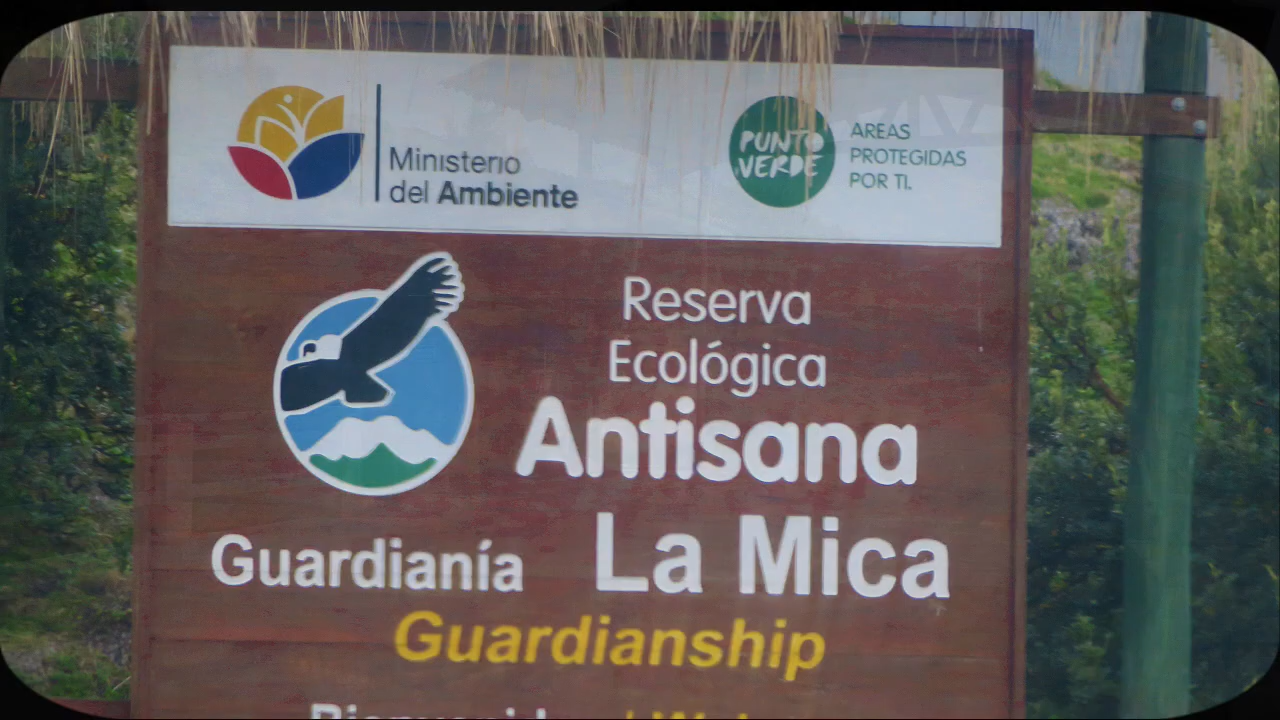 Ministerio
del Ambiente
PUNTO
VERDE
AREAS
PROTEGIDAS
POR TI.
Reserva
Ecológica
Antisana
Guardianía La Mica
Guardianship